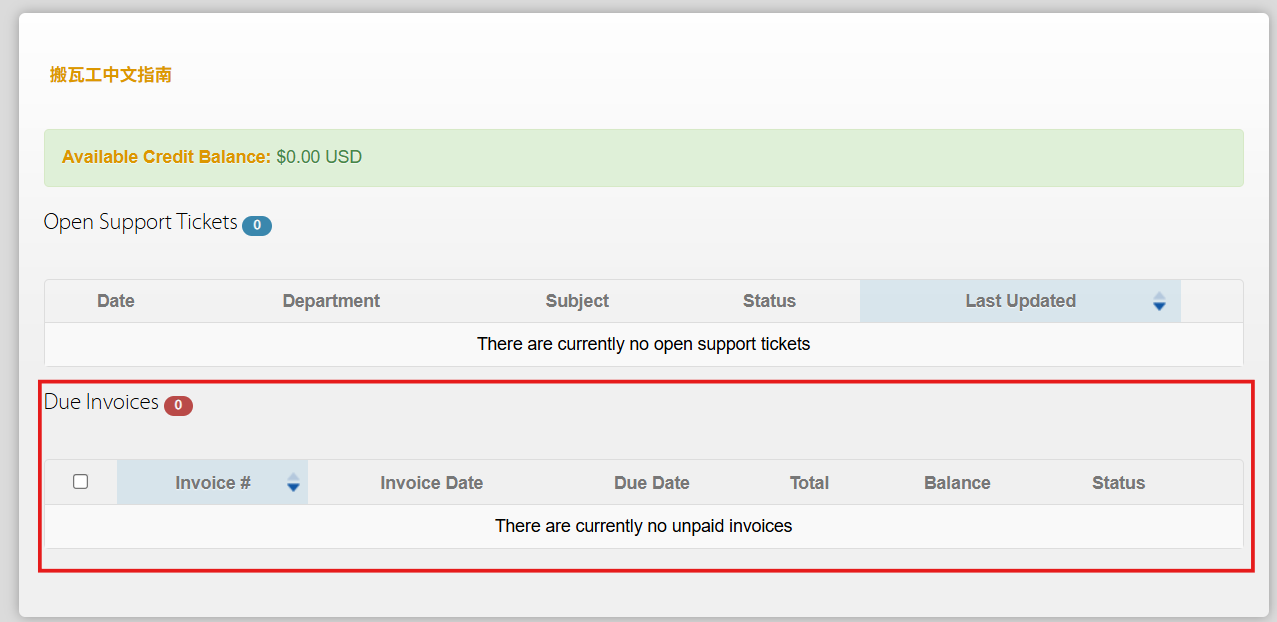 搬瓦工中文指南
Available Credit Balance: $0.00 USD
Open Support Tickets 0
Date Department Subject Status Last Updated
There are currently no open support tickets
Due Invoices 0
Invoice # Invoice Date Due Date Total Balance Status
There are currently no unpaid invoices